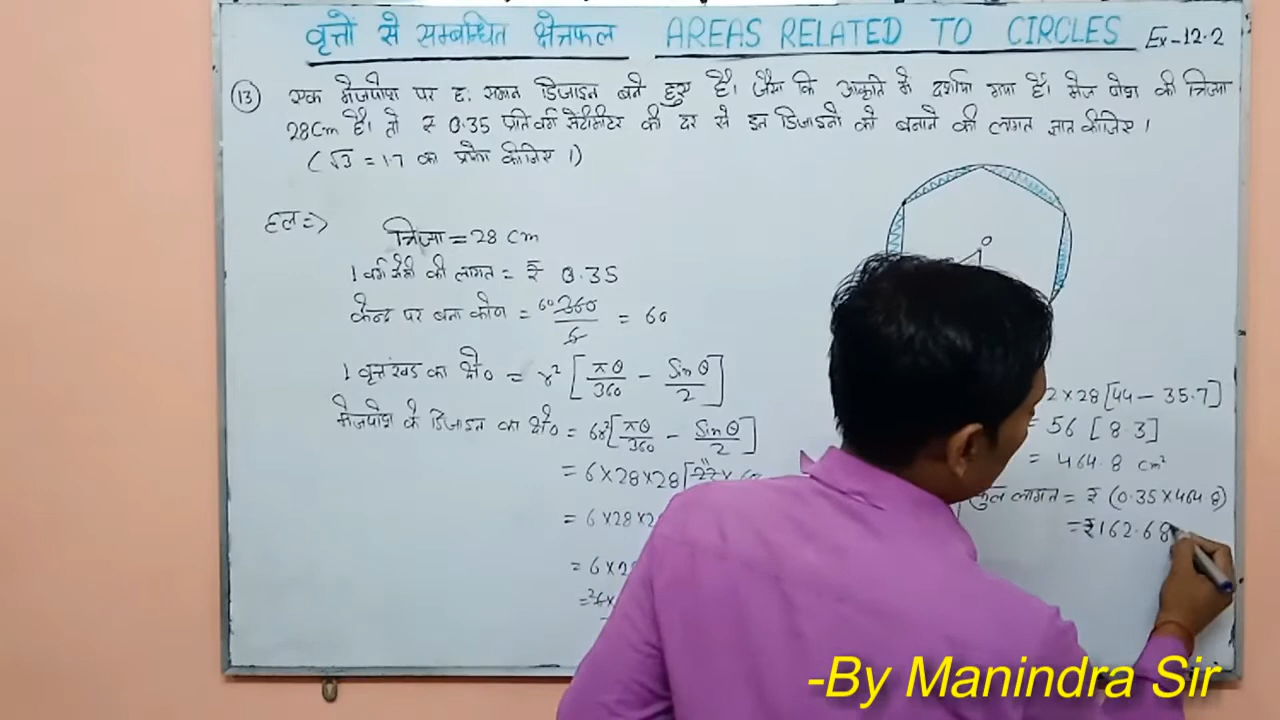 वृत्तो से सम्बन्धित क्षेत्रफल AREAS RELATED TO CIRCLES Ex-12.2
(13) एक मेजपोश पर छः समान डिजाइन बने हुए है। जैसा कि आकृति मे दर्शाया गया है। मेज पोश की त्रिज्या
28cm है। तो ₹ 0.35 प्रति वर्ग सेंटीमीटर की दर से इन डिजाइनो को बनाने की लागत ज्ञात कीजिए।
(√3 = 1.7 का प्रयोग कीजिए।)
हल=>
त्रिज्या = 28 cm
1 वर्ग सेमी की लागत = ₹ 0.35
केन्द्र पर बना कोण = 60 360/6 = 60
1 वृत्तखंड का क्षे० = r² [πθ/360 - Sinθ/2]
मेजपोश के डिजाइन का क्षे० = 6r²[πθ/360 - Sinθ/2]
= 6×28×28[
= 6×28×2
= 6×2
O
2×28[44-35.7]
= 56 [8.3]
= 464.8 cm²
कुल लागत = ₹ (0.35×464.8)
= ₹162.68
-By Manindra Sir